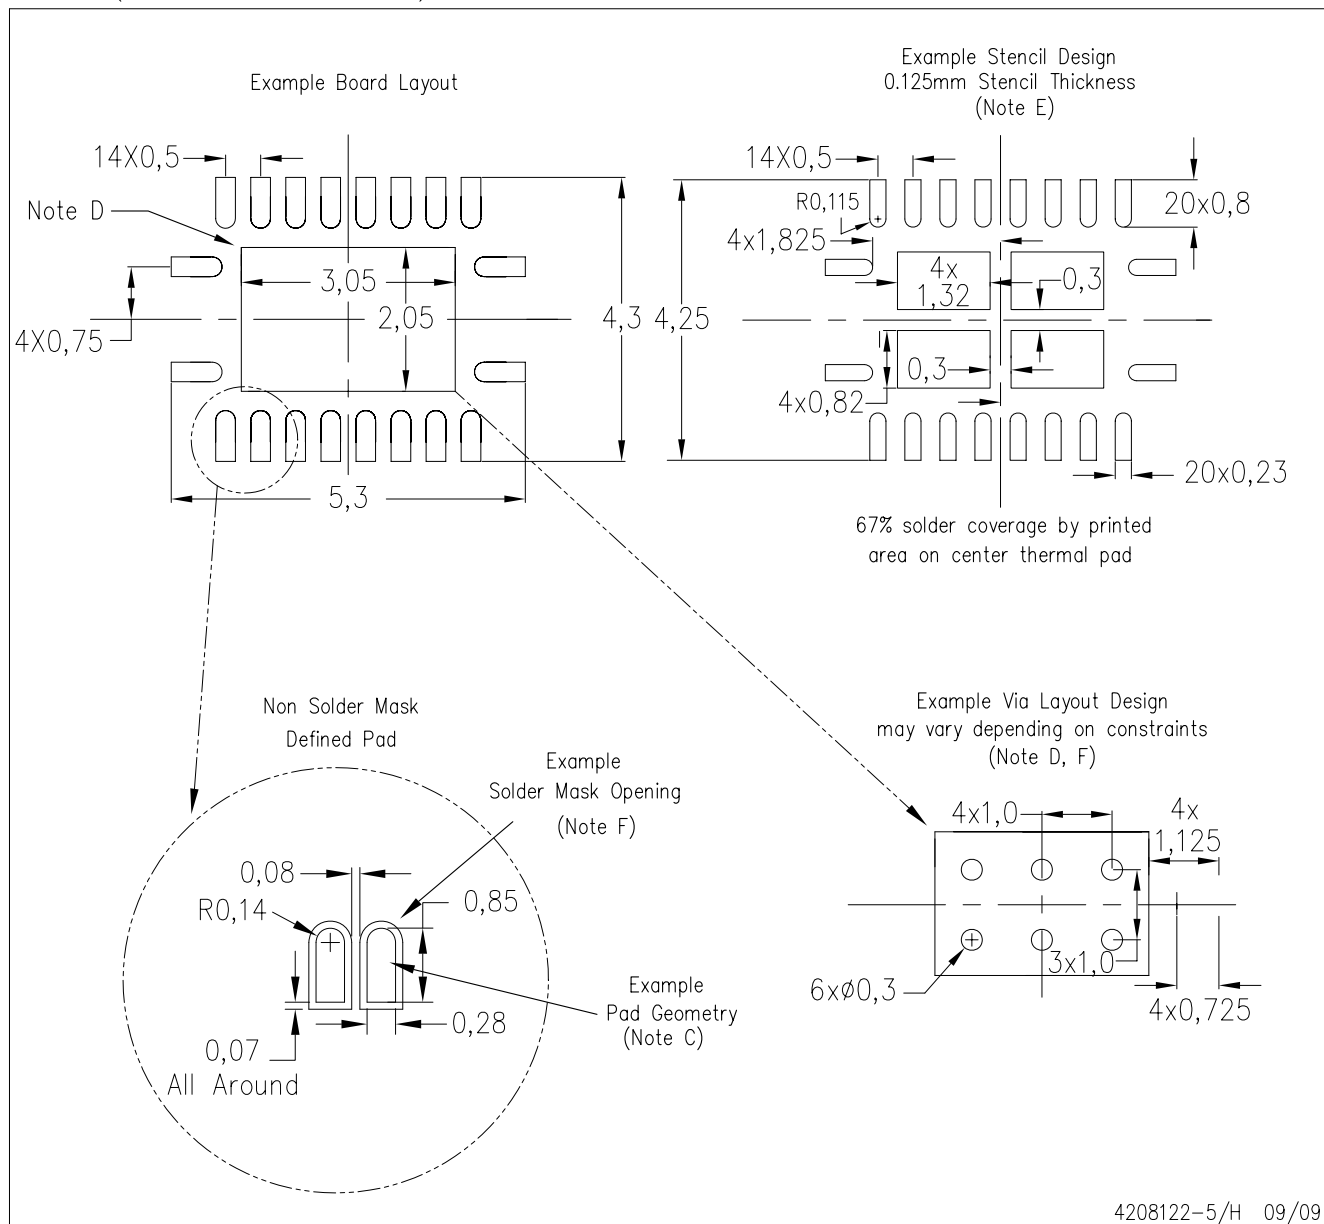 Example Board Layout
14X0,5
Note D
3,05
2,05
4X0,75
4,3
5,3
Example Stencil Design
0.125mm Stencil Thickness
(Note E)
14X0,5
R0,115
20x0,8
4x1,825
4x
1,32
0,3
4,25
0,3
4x0,82
20x0,23
67% solder coverage by printed
area on center thermal pad
Non Solder Mask
Defined Pad
Example
Solder Mask Opening
(Note F)
0,08
R0,14
0,85
0,28
0,07
All Around
Example
Pad Geometry
(Note C)
Example Via Layout Design
may vary depending on constraints
(Note D, F)
4x1,0
4x
1,125
3x1,0
6xø0,3
4x0,725
4208122-5/H 09/09